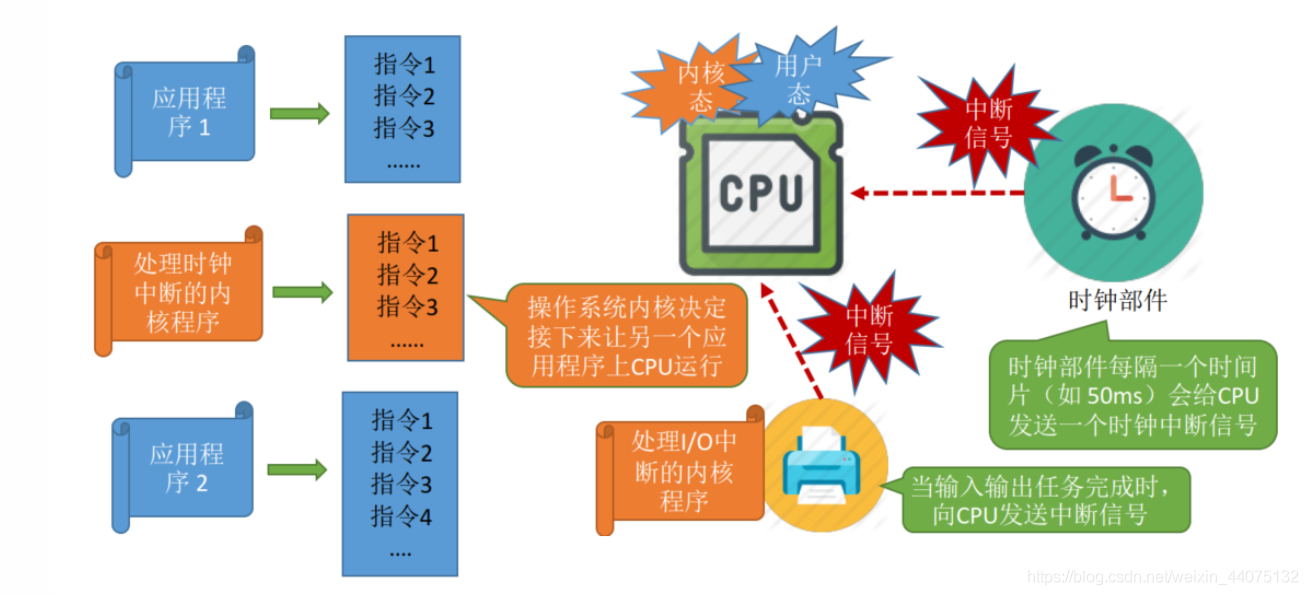 应用程
序 1
指令1
指令2
指令3
......
处理时钟
中断的内
核程序
指令1
指令2
指令3
......
操作系统内核决定
接下来让另一个应
用程序上CPU运行
应用程
序 2
指令1
指令2
指令3
指令4
....
内核
态
用户
态
CPU
中断
信号
时钟部件
时钟部件每隔一个时间
片（如 50ms）会给CPU
发送一个时钟中断信号
中断
信号
处理I/O中
断的内核
程序
当输入输出任务完成时，
向CPU发送中断信号
https://blog.csdn.net/weixin_44075132